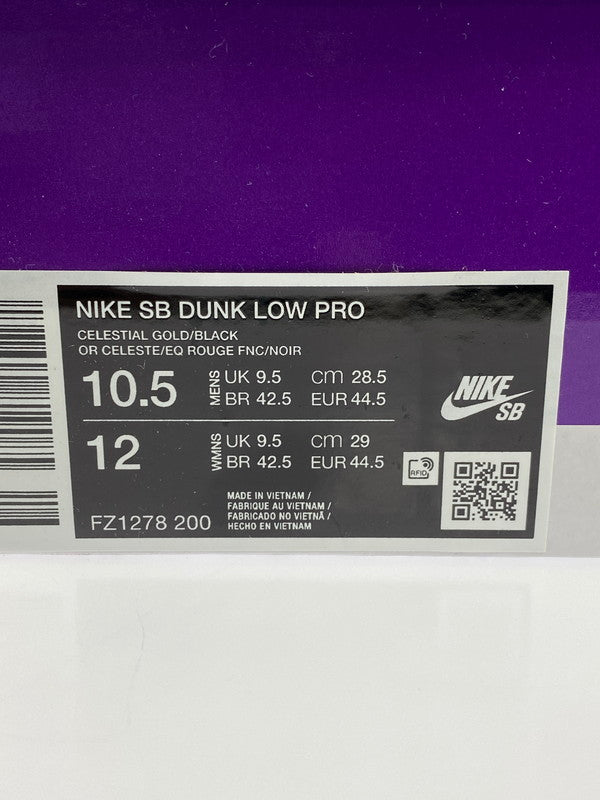 NIKE SB DUNK LOW PRO
CELESTIAL GOLD/BLACK
OR CELESTE/EQ ROUGE FNC/NOIR
10.5 MENS UK 9.5 CM 28.5
BR 42.5 EUR 44.5
12 WMNS UK 9.5 CM 29
BR 42.5 EUR 44.5
NIKE
SB
RFID
MADE IN VIETNAM /
FABRIQUE AU VIETNAM /
FABRICADO NO VIETNÃ /
HECHO EN VIETNAM
FZ1278 200